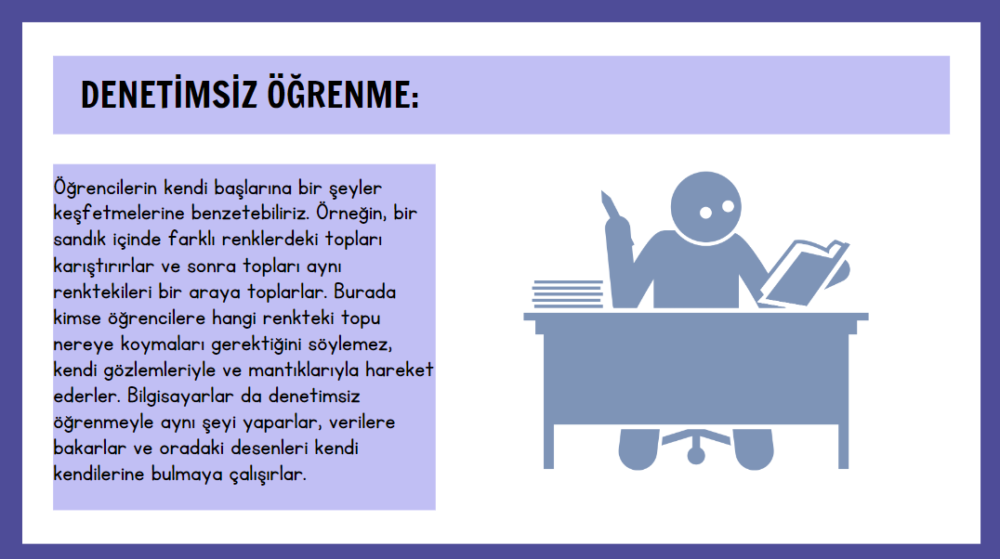 DENETİMSİZ ÖĞRENME:
Öğrencilerin kendi başlarına bir şeyler
keşfetmelerine benzetebiliriz. Örneğin, bir
sandık içinde farklı renklerdeki topları
karıştırırlar ve sonra topları aynı
renktekileri bir araya toplarlar. Burada
kimse öğrencilere hangi renkteki topu
nereye koymaları gerektiğini söylemez,
kendi gözlemleriyle ve mantıklarıyla hareket
ederler. Bilgisayarlar da denetimsiz
öğrenmeyle aynı şeyi yaparlar, verilere
bakarlar ve oradaki desenleri kendi
kendilerine bulmaya çalışırlar.